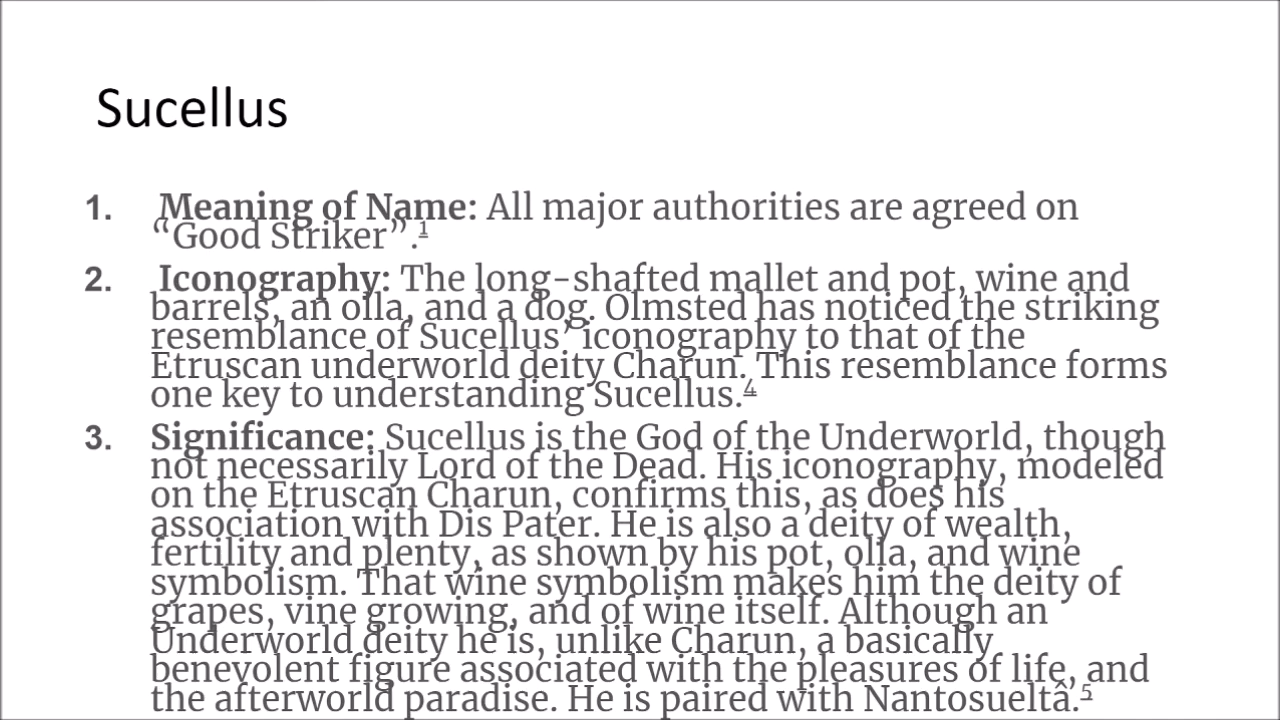 Sucellus
1. Meaning of Name: All major authorities are agreed on
“Good Striker”.1
2. Iconography: The long-shafted mallet and pot, wine and
barrels, an olla, and a dog. Olmsted has noticed the striking
resemblance of Sucellus’ iconography to that of the
Etruscan underworld deity Charun. This resemblance forms
one key to understanding Sucellus.4
3. Significance: Sucellus is the God of the Underworld, though
not necessarily Lord of the Dead. His iconography, modeled
on the Etruscan Charun, confirms this, as does his
association with Dis Pater. He is also a deity of wealth,
fertility and plenty, as shown by his pot, olla, and wine
symbolism. That wine symbolism makes him the deity of
grapes, vine growing, and of wine itself. Although an
Underworld deity he is, unlike Charun, a basically
benevolent figure associated with the pleasures of life, and
the afterworld paradise. He is paired with Nantosueltâ.5